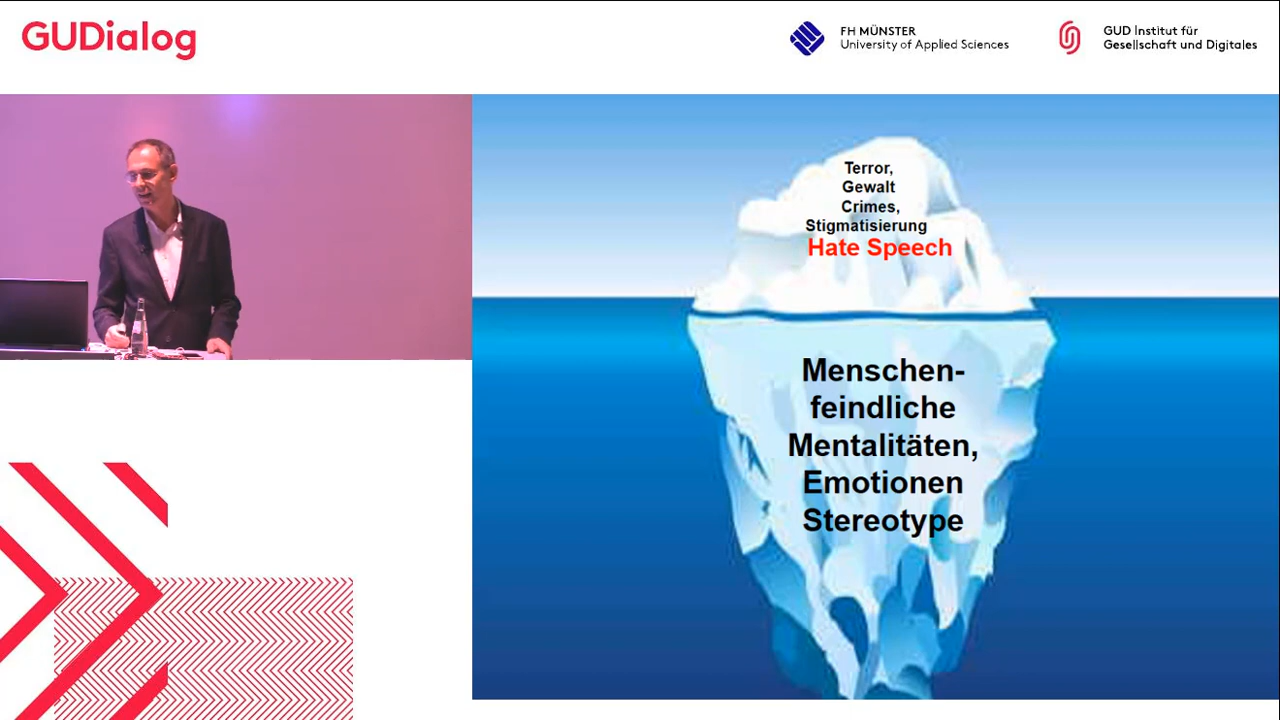 GUDialog
FH MÜNSTER
University of Applied Sciences
GUD Institut für
Gesellschaft und Digitales
Terror,
Gewalt
Crimes,
Stigmatisierung
Hate Speech
Menschen-
feindliche
Mentalitäten,
Emotionen
Stereotype